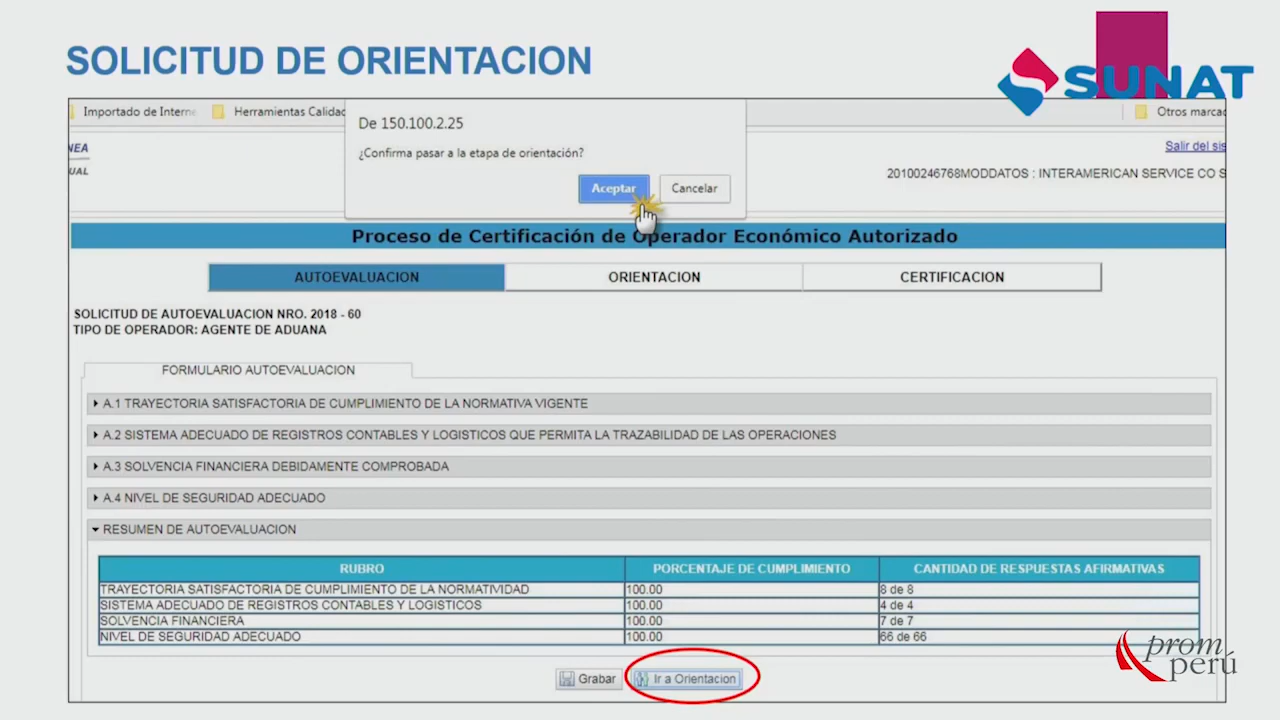 SOLICITUD DE ORIENTACION
SUNAT
Importado de Interne
Herramientas Calidad
Otros marcad
De 150.100.2.25
¿Confirma pasar a la etapa de orientación?
Aceptar
Cancelar
NEA
UAL
Salir del sis
20100246768MODDATOS : INTERAMERICAN SERVICE CO S
Proceso de Certificación de Operador Económico Autorizado
AUTOEVALUACION
ORIENTACION
CERTIFICACION
SOLICITUD DE AUTOEVALUACION NRO. 2018 - 60
TIPO DE OPERADOR: AGENTE DE ADUANA
FORMULARIO AUTOEVALUACION
A.1 TRAYECTORIA SATISFACTORIA DE CUMPLIMIENTO DE LA NORMATIVA VIGENTE
A.2 SISTEMA ADECUADO DE REGISTROS CONTABLES Y LOGISTICOS QUE PERMITA LA TRAZABILIDAD DE LAS OPERACIONES
A.3 SOLVENCIA FINANCIERA DEBIDAMENTE COMPROBADA
A.4 NIVEL DE SEGURIDAD ADECUADO
RESUMEN DE AUTOEVALUACION
RUBRO PORCENTAJE DE CUMPLIMIENTO CANTIDAD DE RESPUESTAS AFIRMATIVAS
TRAYECTORIA SATISFACTORIA DE CUMPLIMIENTO DE LA NORMATIVIDAD 100.00 8 de 8
SISTEMA ADECUADO DE REGISTROS CONTABLES Y LOGISTICOS 100.00 4 de 4
SOLVENCIA FINANCIERA 100.00 7 de 7
NIVEL DE SEGURIDAD ADECUADO 100.00 66 de 66
Grabar
Ir a Orientacion
prom
perú